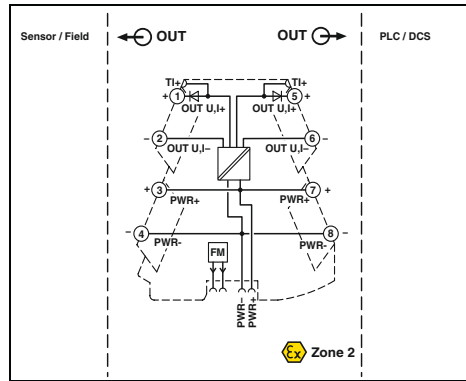 Sensor / Field
OUT
OUT
PLC / DCS
TI+
TI+
+ 1
5 +
OUT U,I+
OUT U,I+
− 2
6 −
OUT U,I−
OUT U,I−
+ 3
7 +
PWR+
PWR+
− 4
8 −
PWR-
PWR-
FM
PWR-
PWR+
Ex Zone 2